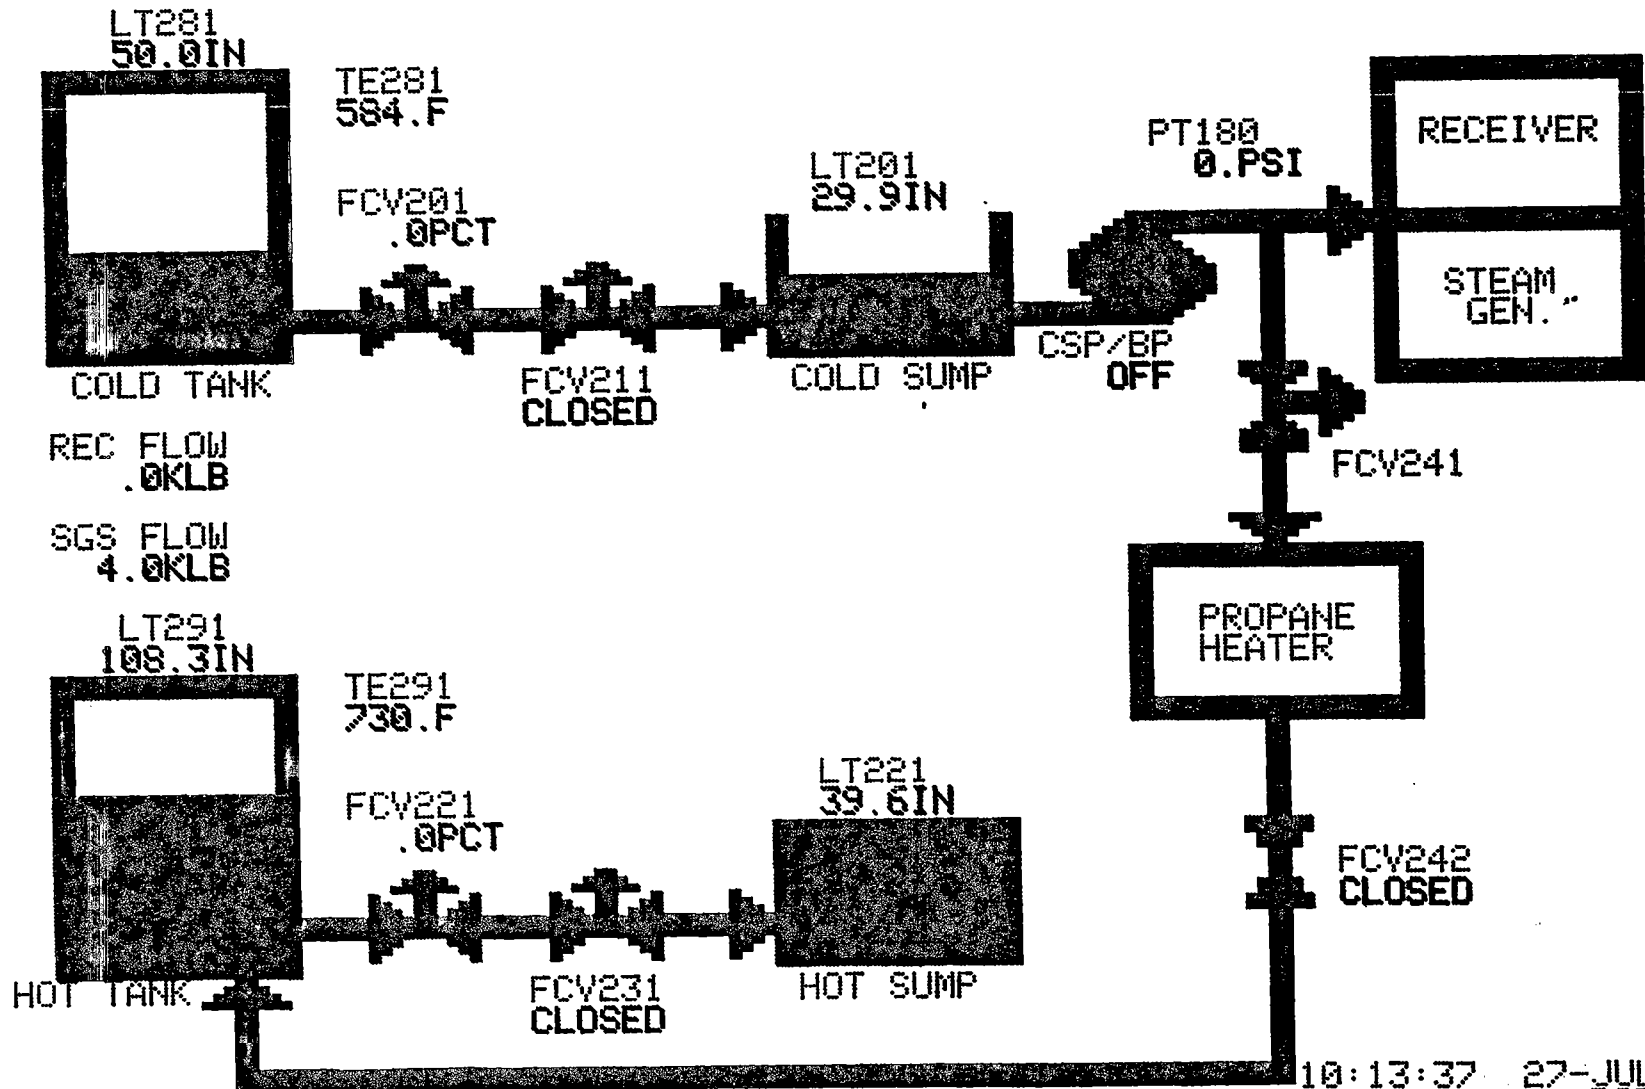 LT281
50.0IN
TE281
584.F
FCV201
.0PCT
FCV211
CLOSED
COLD TANK
LT201
29.9IN
COLD SUMP
PT180
0.PSI
CSP/BP
OFF
RECEIVER
STEAM
GEN.
FCV241
REC FLOW
.0KLB
SGS FLOW
4.0KLB
PROPANE
HEATER
LT291
108.3IN
TE291
730.F
FCV221
.0PCT
FCV231
CLOSED
HOT TANK
LT221
39.6IN
HOT SUMP
FCV242
CLOSED
10:13:37 27-JUL